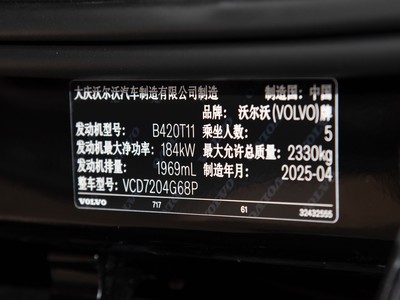 大庆沃尔沃汽车制造有限公司制造 制造国: 中国
品牌: 沃尔沃(VOLVO)牌
发动机型号: B420T11 乘坐人数: 5
发动机最大净功率: 184kW 最大允许总质量: 2330kg
发动机排量: 1969mL 制造年月: 2025-04
整车型号: VCD7204G68P
VOLVO 717 61 32432555